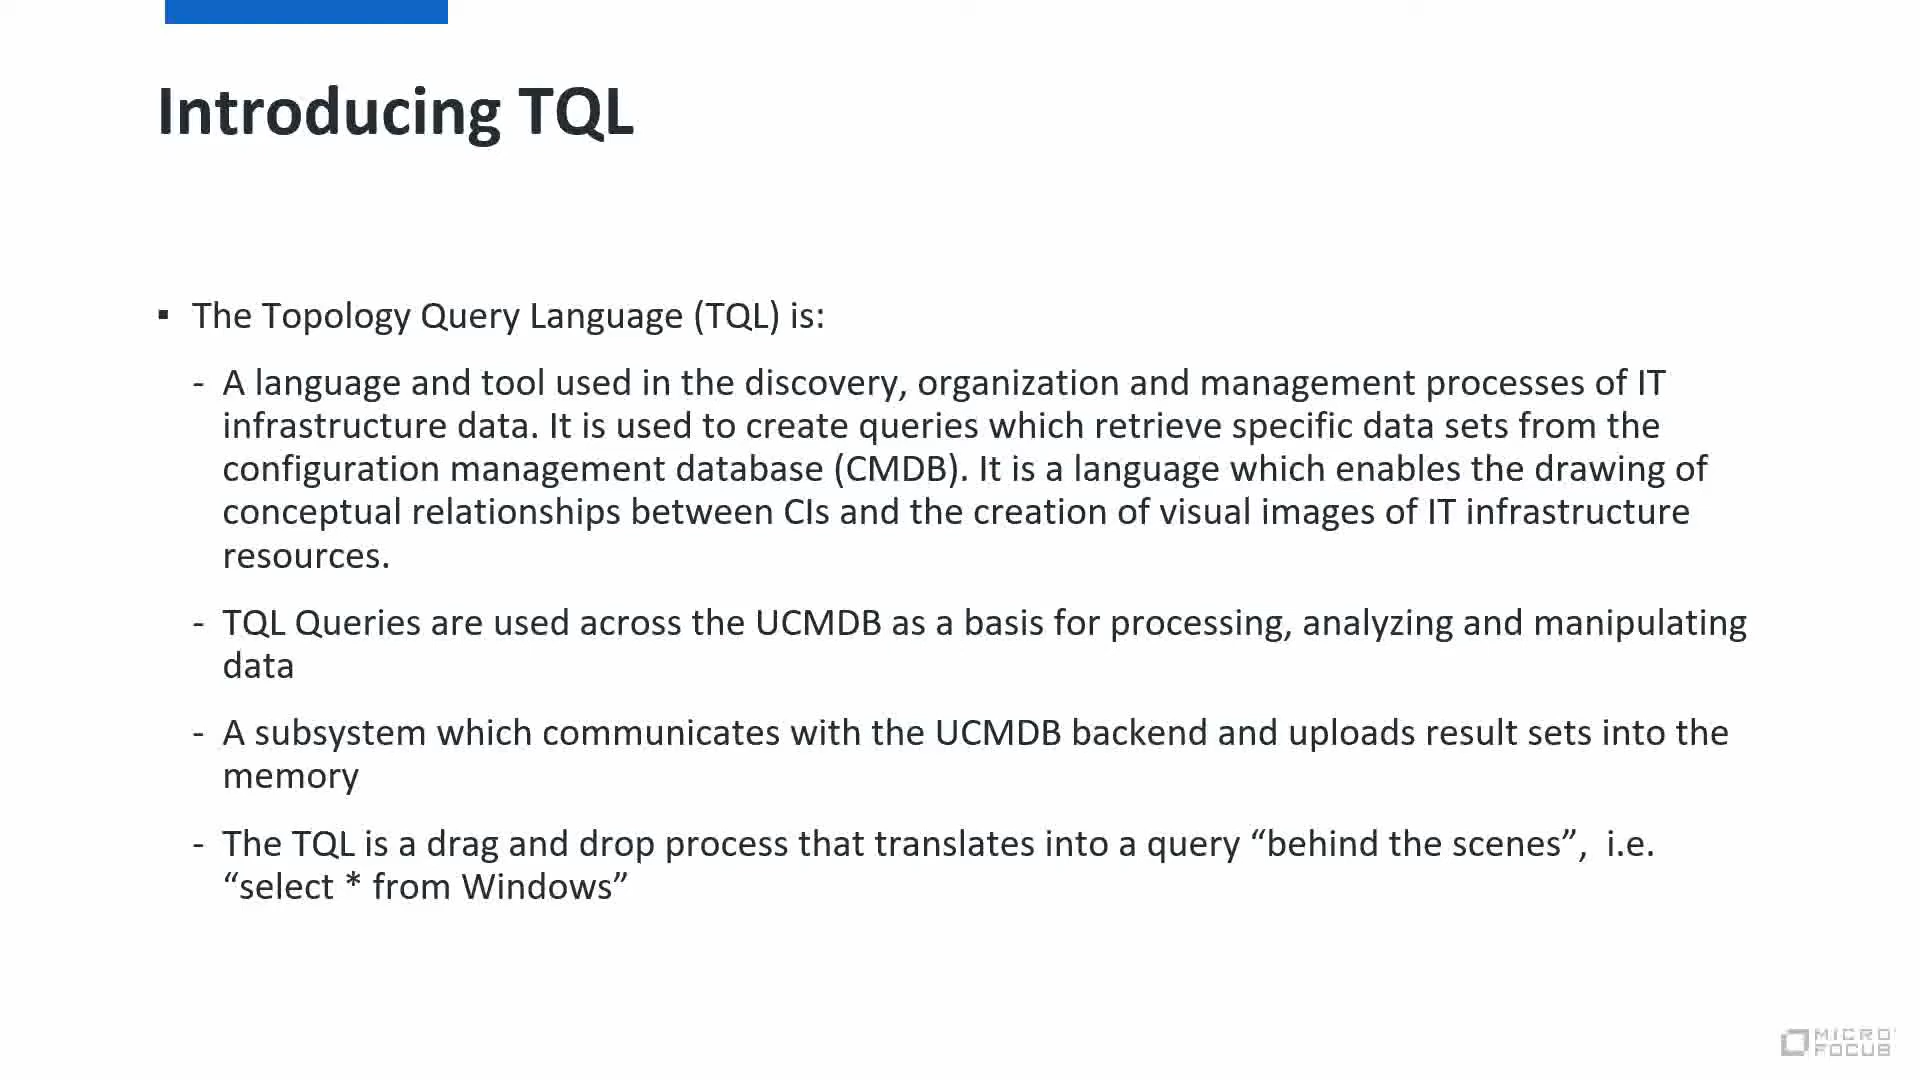 Introducing TQL
▪ The Topology Query Language (TQL) is:
- A language and tool used in the discovery, organization and management processes of IT
infrastructure data. It is used to create queries which retrieve specific data sets from the
configuration management database (CMDB). It is a language which enables the drawing of
conceptual relationships between CIs and the creation of visual images of IT infrastructure
resources.
- TQL Queries are used across the UCMDB as a basis for processing, analyzing and manipulating
data
- A subsystem which communicates with the UCMDB backend and uploads result sets into the
memory
- The TQL is a drag and drop process that translates into a query “behind the scenes”,  i.e.
“select * from Windows”
MICRO
FOCUS